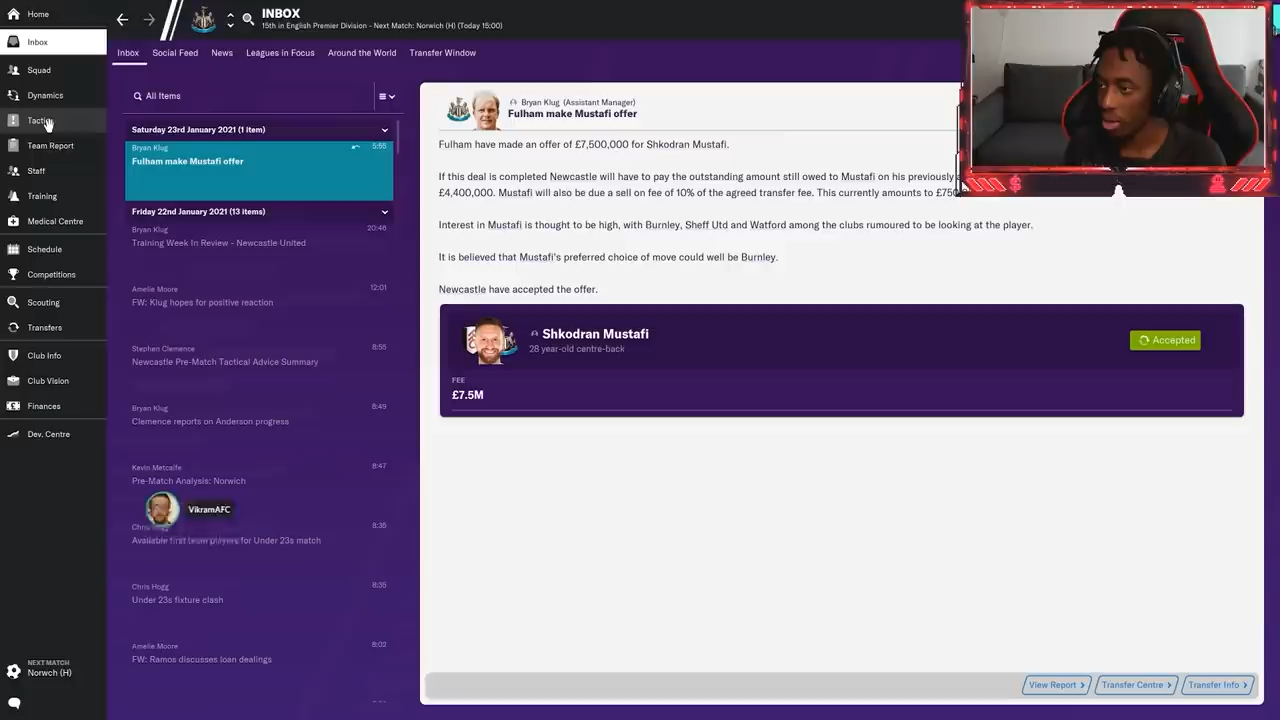 Home
Inbox
Squad
Dynamics
Tactics
Team Report
Staff
Training
Medical Centre
Schedule
Competitions
Scouting
Transfers
Club Info
Club Vision
Finances
Dev. Centre
NEXT MATCH
Norwich (H)
INBOX
15th in English Premier Division - Next Match: Norwich (H) (Today 15:00)
Inbox Social Feed News Leagues in Focus Around the World Transfer Window
All Items
Saturday 23rd January 2021 (1 item)
Bryan Klug 5:55
Fulham make Mustafi offer
Friday 22nd January 2021 (13 items)
Bryan Klug 20:46
Training Week In Review - Newcastle United
Amelie Moore 12:01
FW: Klug hopes for positive reaction
Stephen Clemence 8:55
Newcastle Pre-Match Tactical Advice Summary
Bryan Klug 8:49
Clemence reports on Anderson progress
Kevin Metcalfe 8:47
Pre-Match Analysis: Norwich
VikramAFC
Chris Hogg 8:35
Available first team players for Under 23s match
Chris Hogg 8:35
Under 23s fixture clash
Amelie Moore 8:02
FW: Ramos discusses loan dealings
Bryan Klug (Assistant Manager)
Fulham make Mustafi offer
Fulham have made an offer of £7,500,000 for Shkodran Mustafi.
If this deal is completed Newcastle will have to pay the outstanding amount still owed to Mustafi on his previously a
£4,400,000. Mustafi will also be due a sell on fee of 10% of the agreed transfer fee. This currently amounts to £750
Interest in Mustafi is thought to be high, with Burnley, Sheff Utd and Watford among the clubs rumoured to be looking at the player.
It is believed that Mustafi's preferred choice of move could well be Burnley.
Newcastle have accepted the offer.
Shkodran Mustafi
28 year-old centre-back
Accepted
FEE
£7.5M
View Report Transfer Centre Transfer Info